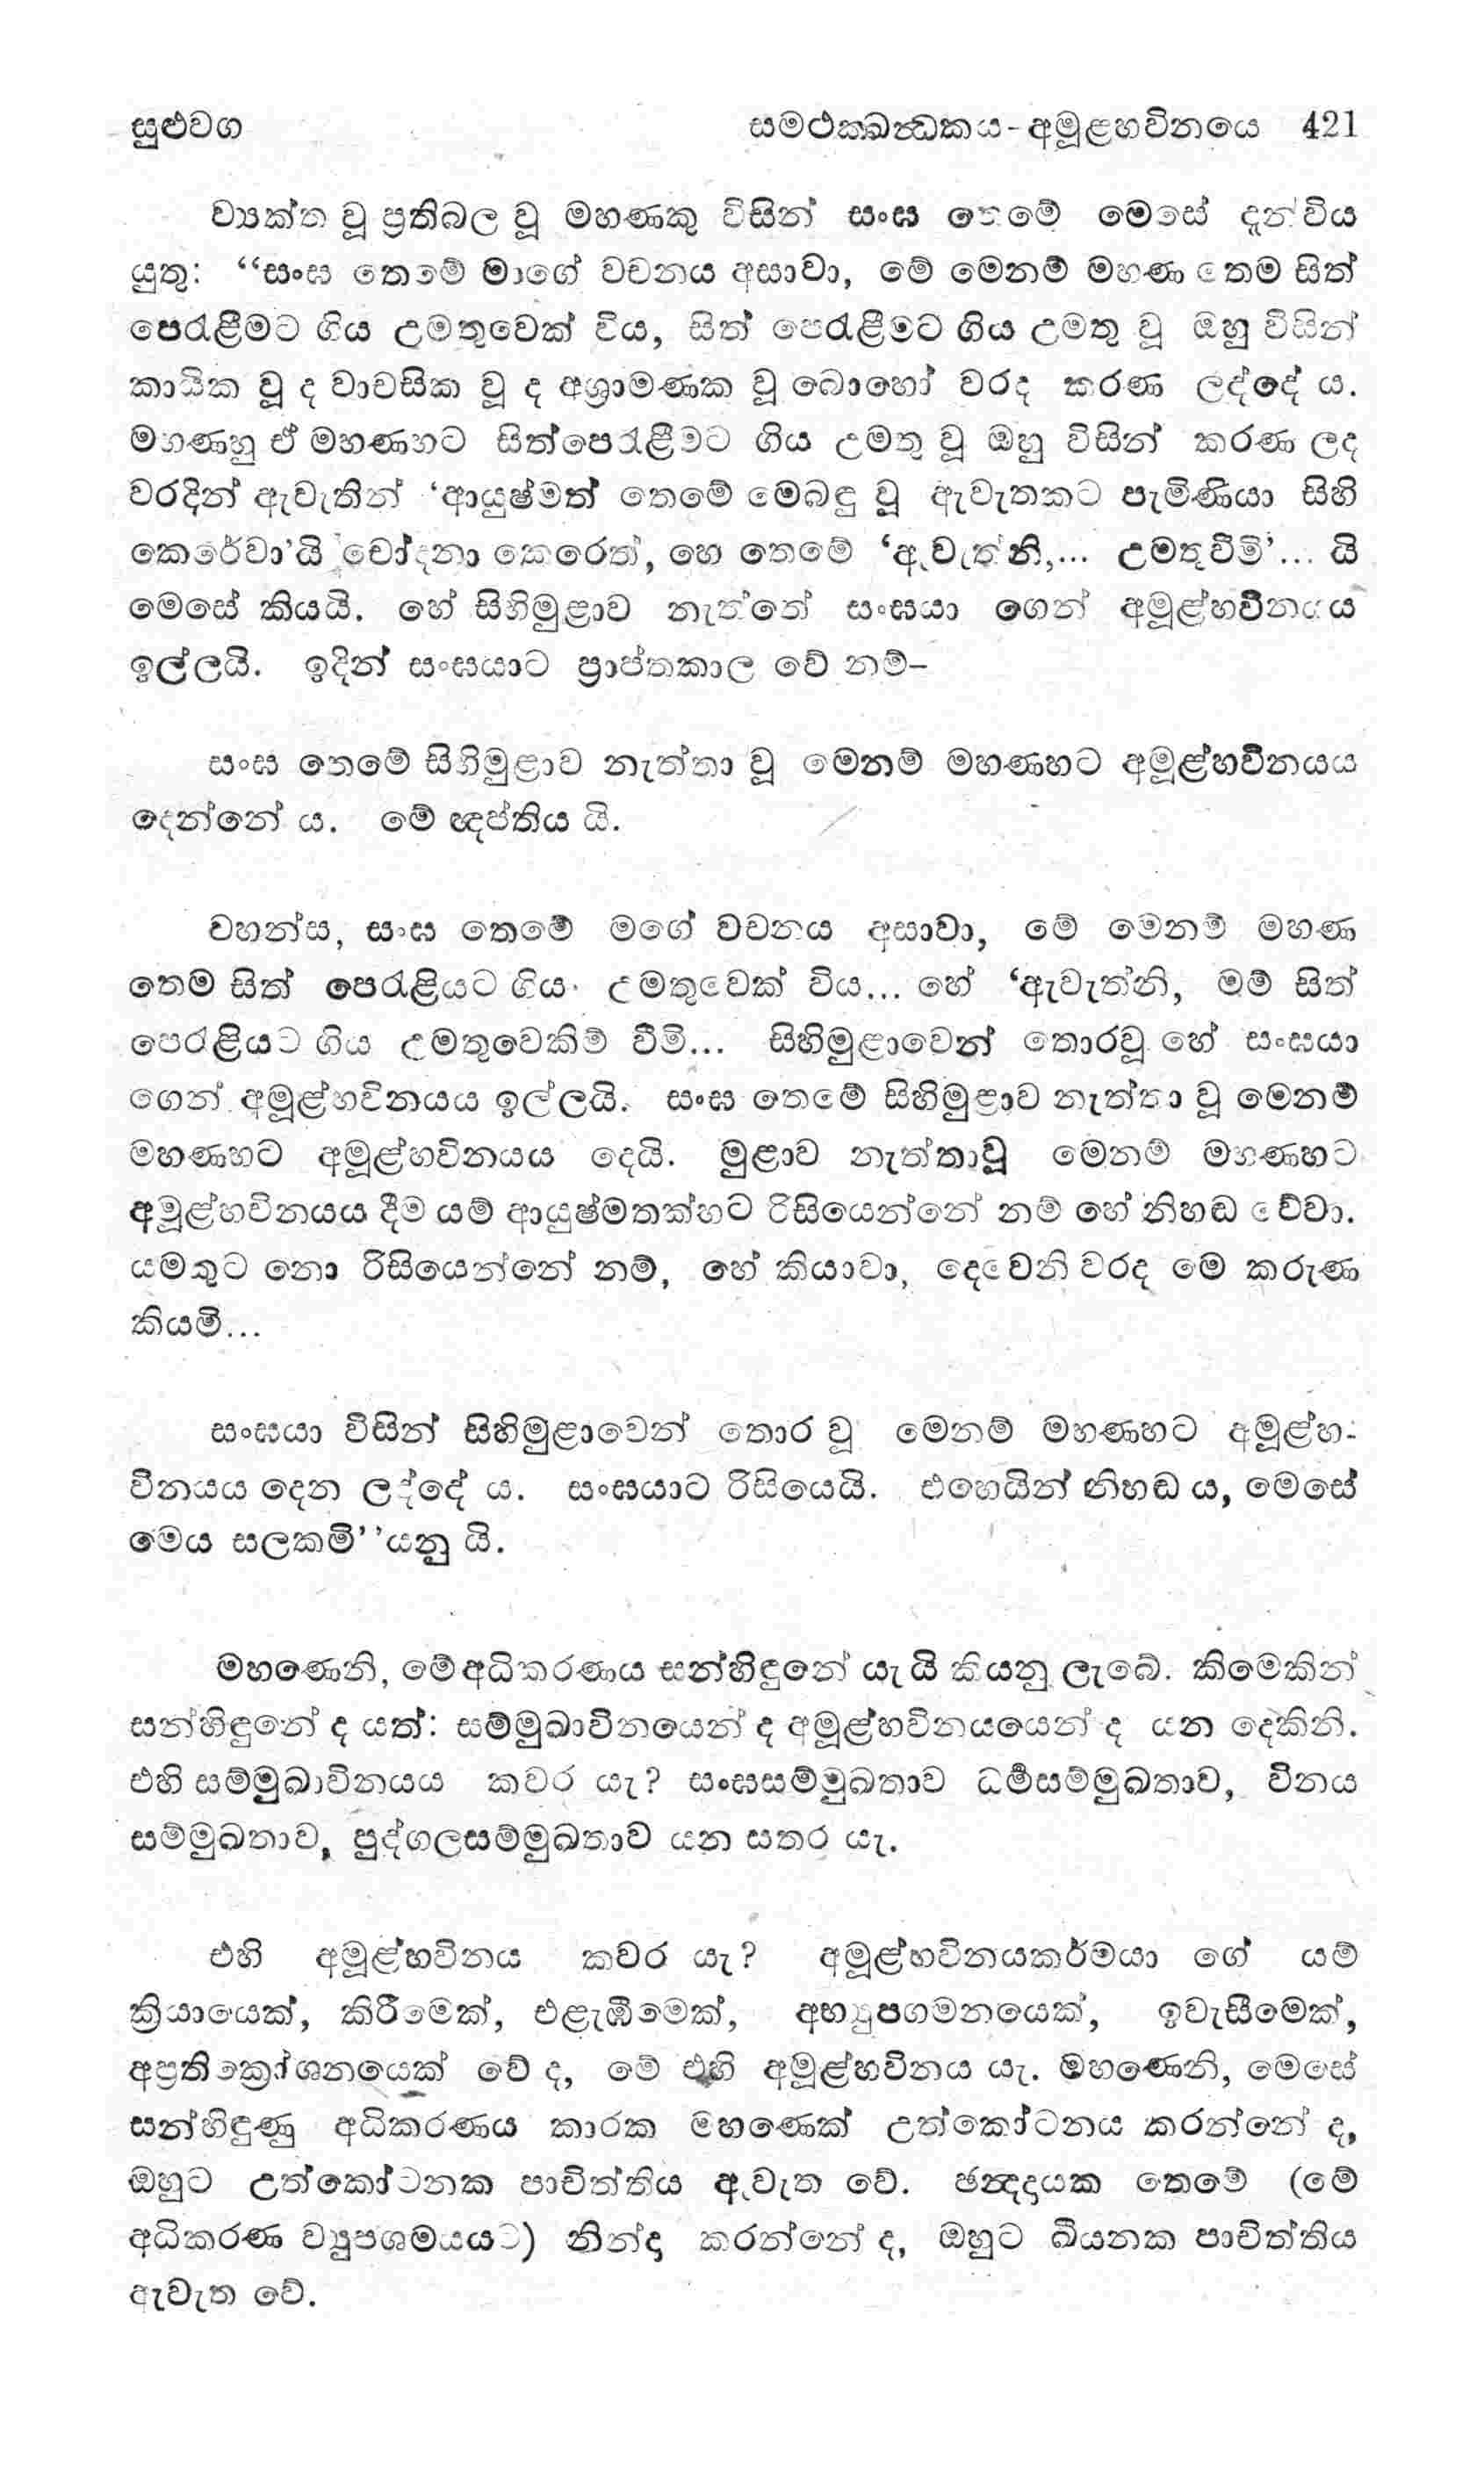 සුළුවග සමථක්ඛන්ධකය-අමූළහවිනයෙ 421
ව්‍යක්ත වූ ප්‍රතිබල වූ මහණකු විසින් සංඝ තෙමේ මෙසේ දැන්විය
යුතු: “සංඝ තෙමේ මාගේ වචනය අසාවා, මේ මෙනම් මහණ තෙම සිත්
පෙරැළීමට ගිය උමතුවෙක් විය, සිත් පෙරැළීමට ගිය උමතු වූ ඔහු විසින්
කායික වූ ද වාචසික වූ ද අශ්‍රාමණක වූ බොහෝ වරද කරණ ලද්දේ ය.
මහණහු ඒ මහණහට සිත්පෙරැළීමට ගිය උමතු වූ ඔහු විසින් කරණ ලද
වරදින් ඇවැතින් ‘ආයුෂ්මත් තෙමේ මෙබඳු වූ ඇවැතකට පැමිණියා සිහි
කෙරේවා’යි චෝදනා කෙරෙත්, හෙ තෙමේ ‘ඇවැත්නි,... උමතුවීමි’... යි
මෙසේ කියයි. හේ සිහිමුළාව නැත්තේ සංඝයා ගෙන් අමූළ්හවිනයය
ඉල්ලයි. ඉදින් සංඝයාට ප්‍රාප්තකාල වේ නම්–
සංඝ තෙමේ සිහිමුළාව නැත්තා වූ මෙනම් මහණහට අමූළ්හවිනයය
දෙන්නේ ය. මේ ඥප්තිය යි.
වහන්ස, සංඝ තෙමේ මගේ වචනය අසාවා, මේ මෙනම් මහණ
තෙම සිත් පෙරැළියට ගිය උමතුවෙක් විය... හේ ‘ඇවැත්නි, මම් සිත්
පෙරැළියට ගිය උමතුවෙකිම් වීමි... සිහිමුළාවෙන් තොරවූ හේ සංඝයා
ගෙන් අමූළ්හවිනයය ඉල්ලයි. සංඝ තෙමේ සිහිමුළාව නැත්තා වූ මෙනම්
මහණහට අමූළ්හවිනයය දෙයි. මුළාව නැත්තාවූ මෙනම් මහණහට
අමූළ්හවිනයය දීම යම් ආයුෂ්මතක්හට රිසියෙන්නේ නම් හේ නිහඬ වේවා.
යමකුට නො රිසියෙන්නේ නම්, හේ කියාවා, දෙවෙනි වරද මෙ කරුණ
කියමි...
සංඝයා විසින් සිහිමුළාවෙන් තොර වූ මෙනම් මහණහට අමූළ්හ-
විනයය දෙන ලද්දේ ය. සංඝයාට රිසියෙයි. එහෙයින් නිහඬ ය, මෙසේ
මෙය සලකමි’’යනු යි.
මහණෙනි, මේ අධිකරණය සන්හිඳුනේ යැ යි කියනු ලැබේ. කිමෙකින්
සන්හිඳුනේ ද යත්: සම්මුඛාවිනයෙන් ද අමූළ්හවිනයයෙන් ද යන දෙකිනි.
එහි සම්මුඛාවිනයය කවර යැ? සංඝසම්මුඛතාව ධර්‍මසම්මුඛතාව, විනය
සම්මුඛතාව, පුද්ගලසම්මුඛතාව යන සතර යැ.
එහි අමූළ්හවිනය කවර යැ? අමූළ්හවිනයකර්මයා ගේ යම්
ක්‍රියායෙක්, කිරීමෙක්, එළැඹීමෙක්, අභ්‍යුපගමනයෙක්, ඉවැසීමෙක්,
අප්‍රතික්‍රෝශනයෙක් වේ ද, මේ එහි අමූළ්හවිනය යැ. මහණෙනි, මෙසේ
සන්හිඳුණු අධිකරණය කාරක මහණෙක් උත්කෝටනය කරන්නේ ද,
ඔහුට උත්කෝටනක පාචිත්තිය ඇවැත වේ. ඡන්‍දදායක තෙමේ (මේ
අධිකරණ ව්‍යුපශමයයට) නින්දා කරන්නේ ද, ඔහුට ඛීයනක පාචිත්තිය
ඇවැත වේ.